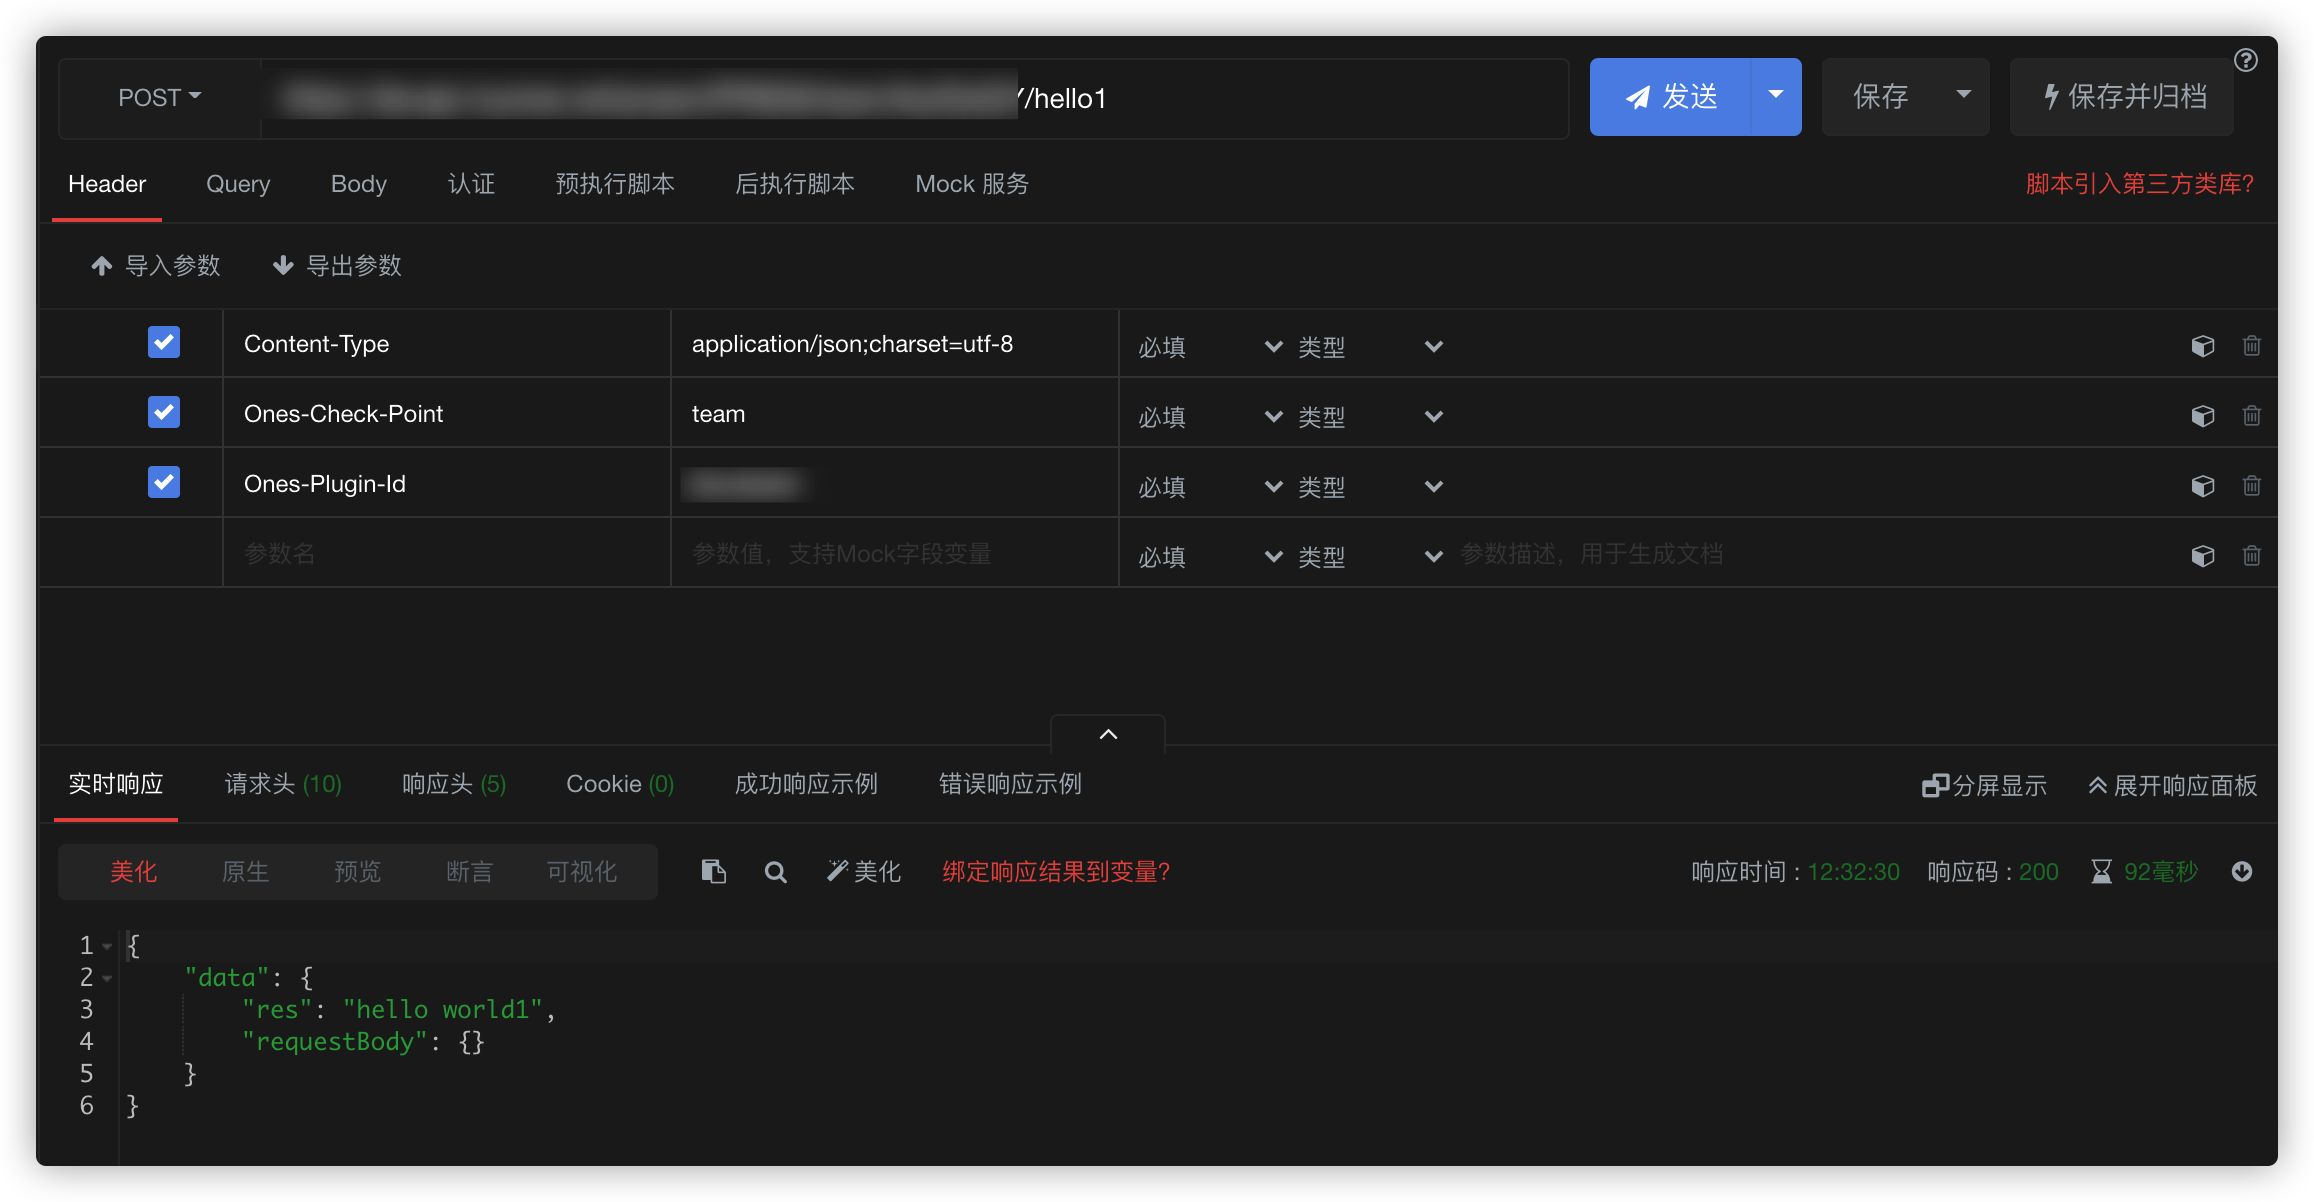 POST /hello1 发送 保存 保存并归档
Header Query Body 认证 预执行脚本 后执行脚本 Mock 服务 脚本引入第三方类库?
导入参数 导出参数
Content-Type application/json;charset=utf-8 必填 类型
Ones-Check-Point team 必填 类型
Ones-Plugin-Id 必填 类型
参数名 参数值，支持Mock字段变量 必填 类型 参数描述，用于生成文档
实时响应 请求头 (10) 响应头 (5) Cookie (0) 成功响应示例 错误响应示例 分屏显示 展开响应面板
美化 原生 预览 断言 可视化 美化 绑定响应结果到变量? 响应时间 : 12:32:30 响应码 : 200 92毫秒
1 {
2 "data": {
3 "res": "hello world1",
4 "requestBody": {}
5 }
6 }